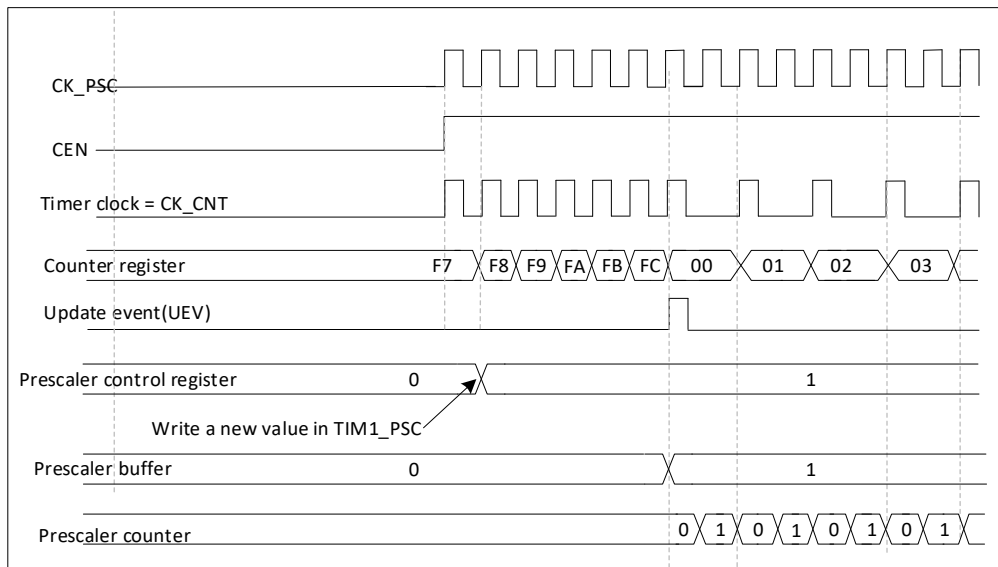 CK_PSC
CEN
Timer clock = CK_CNT
Counter register F7 F8 F9 FA FB FC 00 01 02 03
Update event(UEV)
Prescaler control register 0 1
Write a new value in TIM1_PSC
Prescaler buffer 0 1
Prescaler counter 0 1 0 1 0 1 0 1